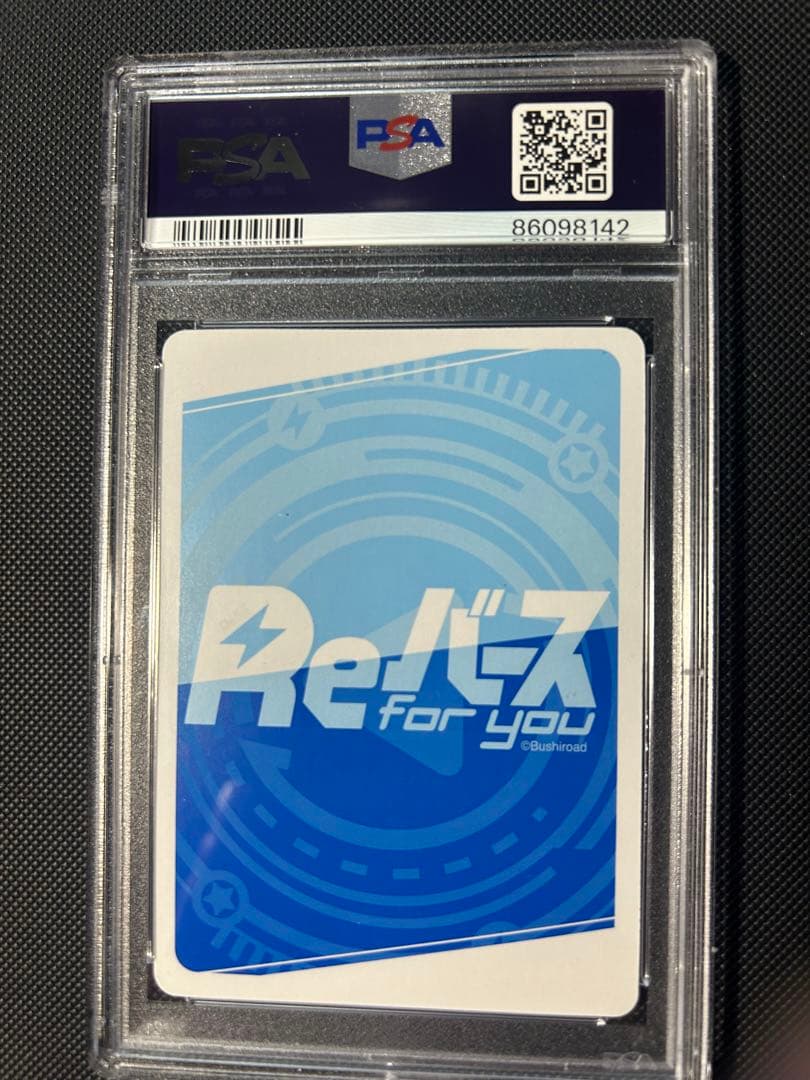 PSA
PSA
86098142
Reバース
for you
©Bushiroad